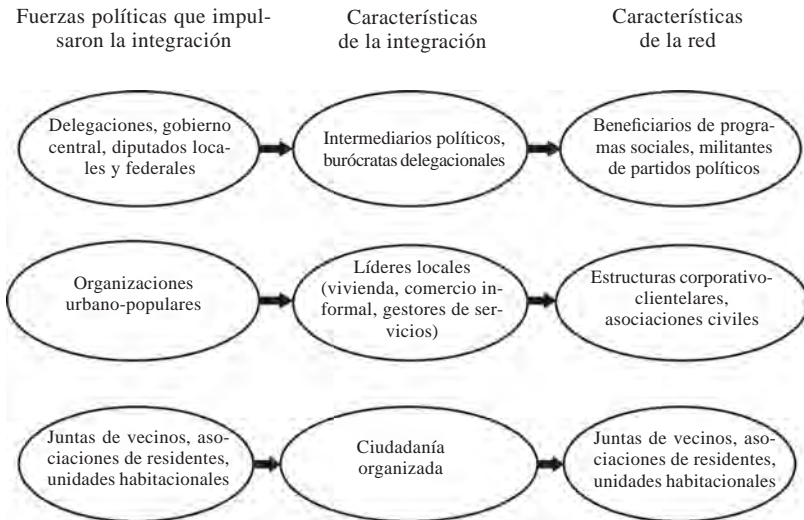 Fuerzas políticas que impul-
saron la integración
Características
de la integración
Características
de la red
Delegaciones, gobierno
central, diputados loca-
les y federales
Intermediarios políticos,
burócratas delegacionales
Beneficiarios de progra-
mas sociales, militantes
de partidos políticos
Organizaciones
urbano-populares
Líderes locales
(vivienda, comercio in-
formal, gestores de ser-
vicios)
Estructuras corporativo-
clientelares,
asociaciones civiles
Juntas de vecinos, aso-
ciaciones de residentes,
unidades habitacionales
Ciudadanía
organizada
Juntas de vecinos, aso-
ciaciones de residentes,
unidades habitacionales